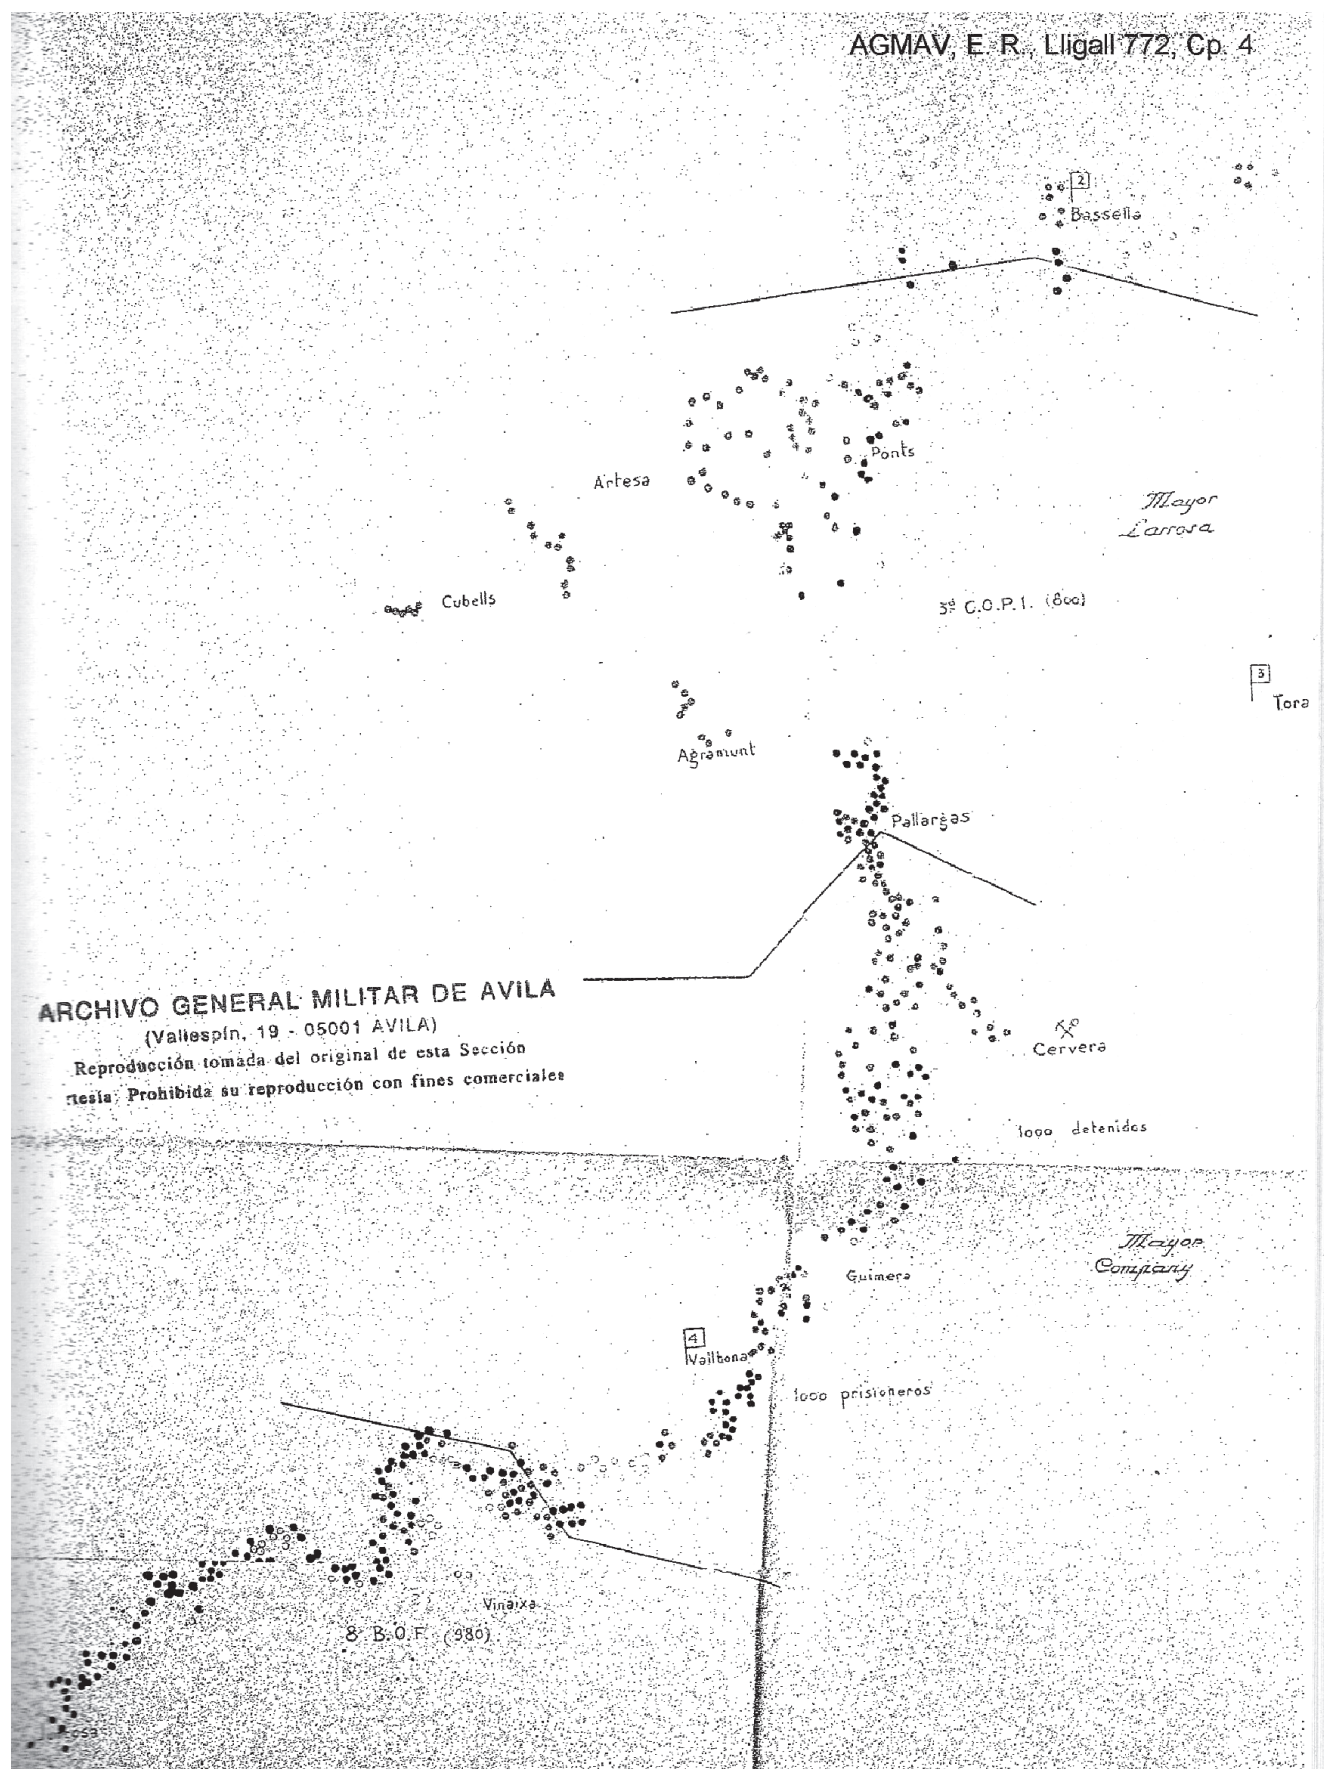 AGMAV, E. R., Lligall 772, Cp. 4
2
Bassella
Ponts
Artesa
Mayor
Larrosa
Cubells
3º C.O.P.I. (800)
3
Tora
Agramunt
Pallargas
ARCHIVO GENERAL MILITAR DE AVILA
(Vallespín, 19 - 05001 AVILA)
Reproducción tomada del original de esta Sección
Prohibida su reproducción con fines comerciales
Cervera
1000 detenidos
Mayor
Company
Guimera
4
Vallbona
1000 prisioneros
Vinaixa
8 B.O.F. (980)